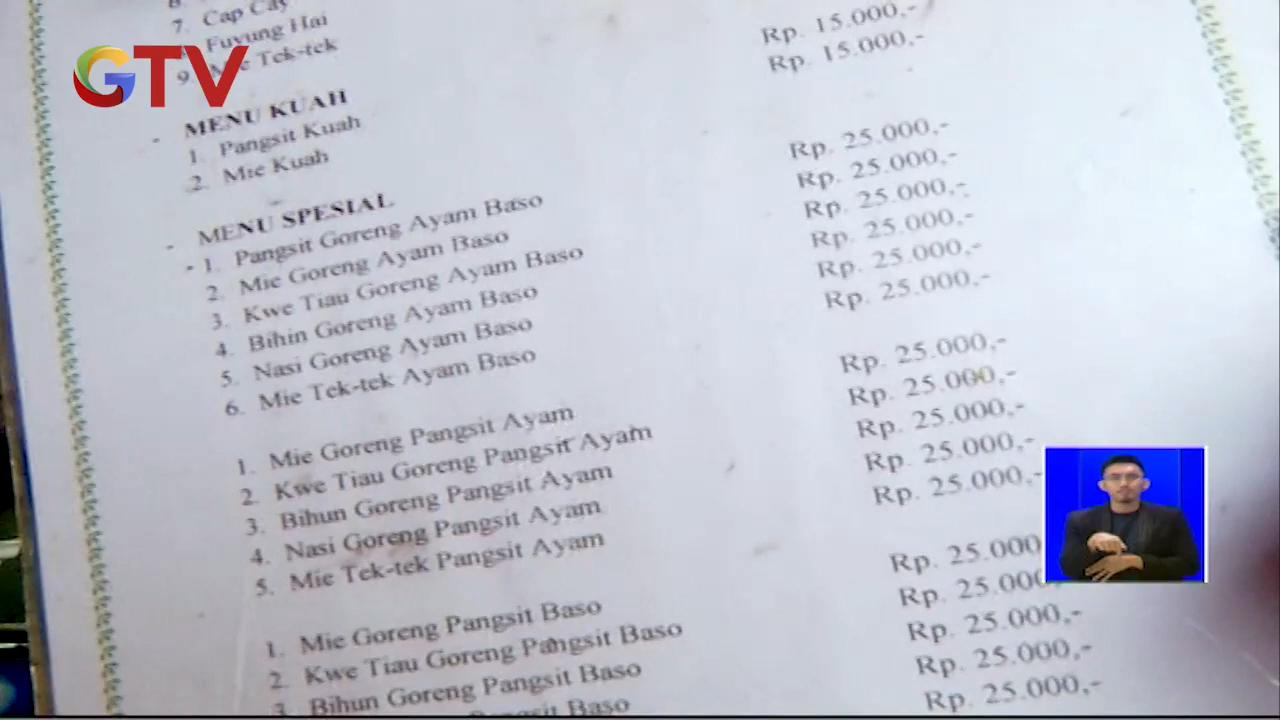 GTV
7. Cap Cay
Fuyung Hai
9. Mie Tek-tek
- MENU KUAH
1. Pangsit Kuah Rp. 15.000,-
2. Mie Kuah Rp. 15.000,-
- MENU SPESIAL
1. Pangsit Goreng Ayam Baso Rp. 25.000,-
2. Mie Goreng Ayam Baso Rp. 25.000,-
3. Kwe Tiau Goreng Ayam Baso Rp. 25.000,-
4. Bihin Goreng Ayam Baso Rp. 25.000,-
5. Nasi Goreng Ayam Baso Rp. 25.000,-
6. Mie Tek-tek Ayam Baso Rp. 25.000,-
1. Mie Goreng Pangsit Ayam Rp. 25.000,-
2. Kwe Tiau Goreng Pangsit Ayam Rp. 25.000,-
3. Bihun Goreng Pangsit Ayam Rp. 25.000,-
4. Nasi Goreng Pangsit Ayam Rp. 25.000,-
5. Mie Tek-tek Pangsit Ayam Rp. 25.000,-
1. Mie Goreng Pangsit Baso Rp. 25.000
2. Kwe Tiau Goreng Pangsit Baso Rp. 25.000,
3. Bihun Goreng Pangsit Baso Rp. 25.000,-
Baso Rp. 25.000,-
Rp. 25.000,-